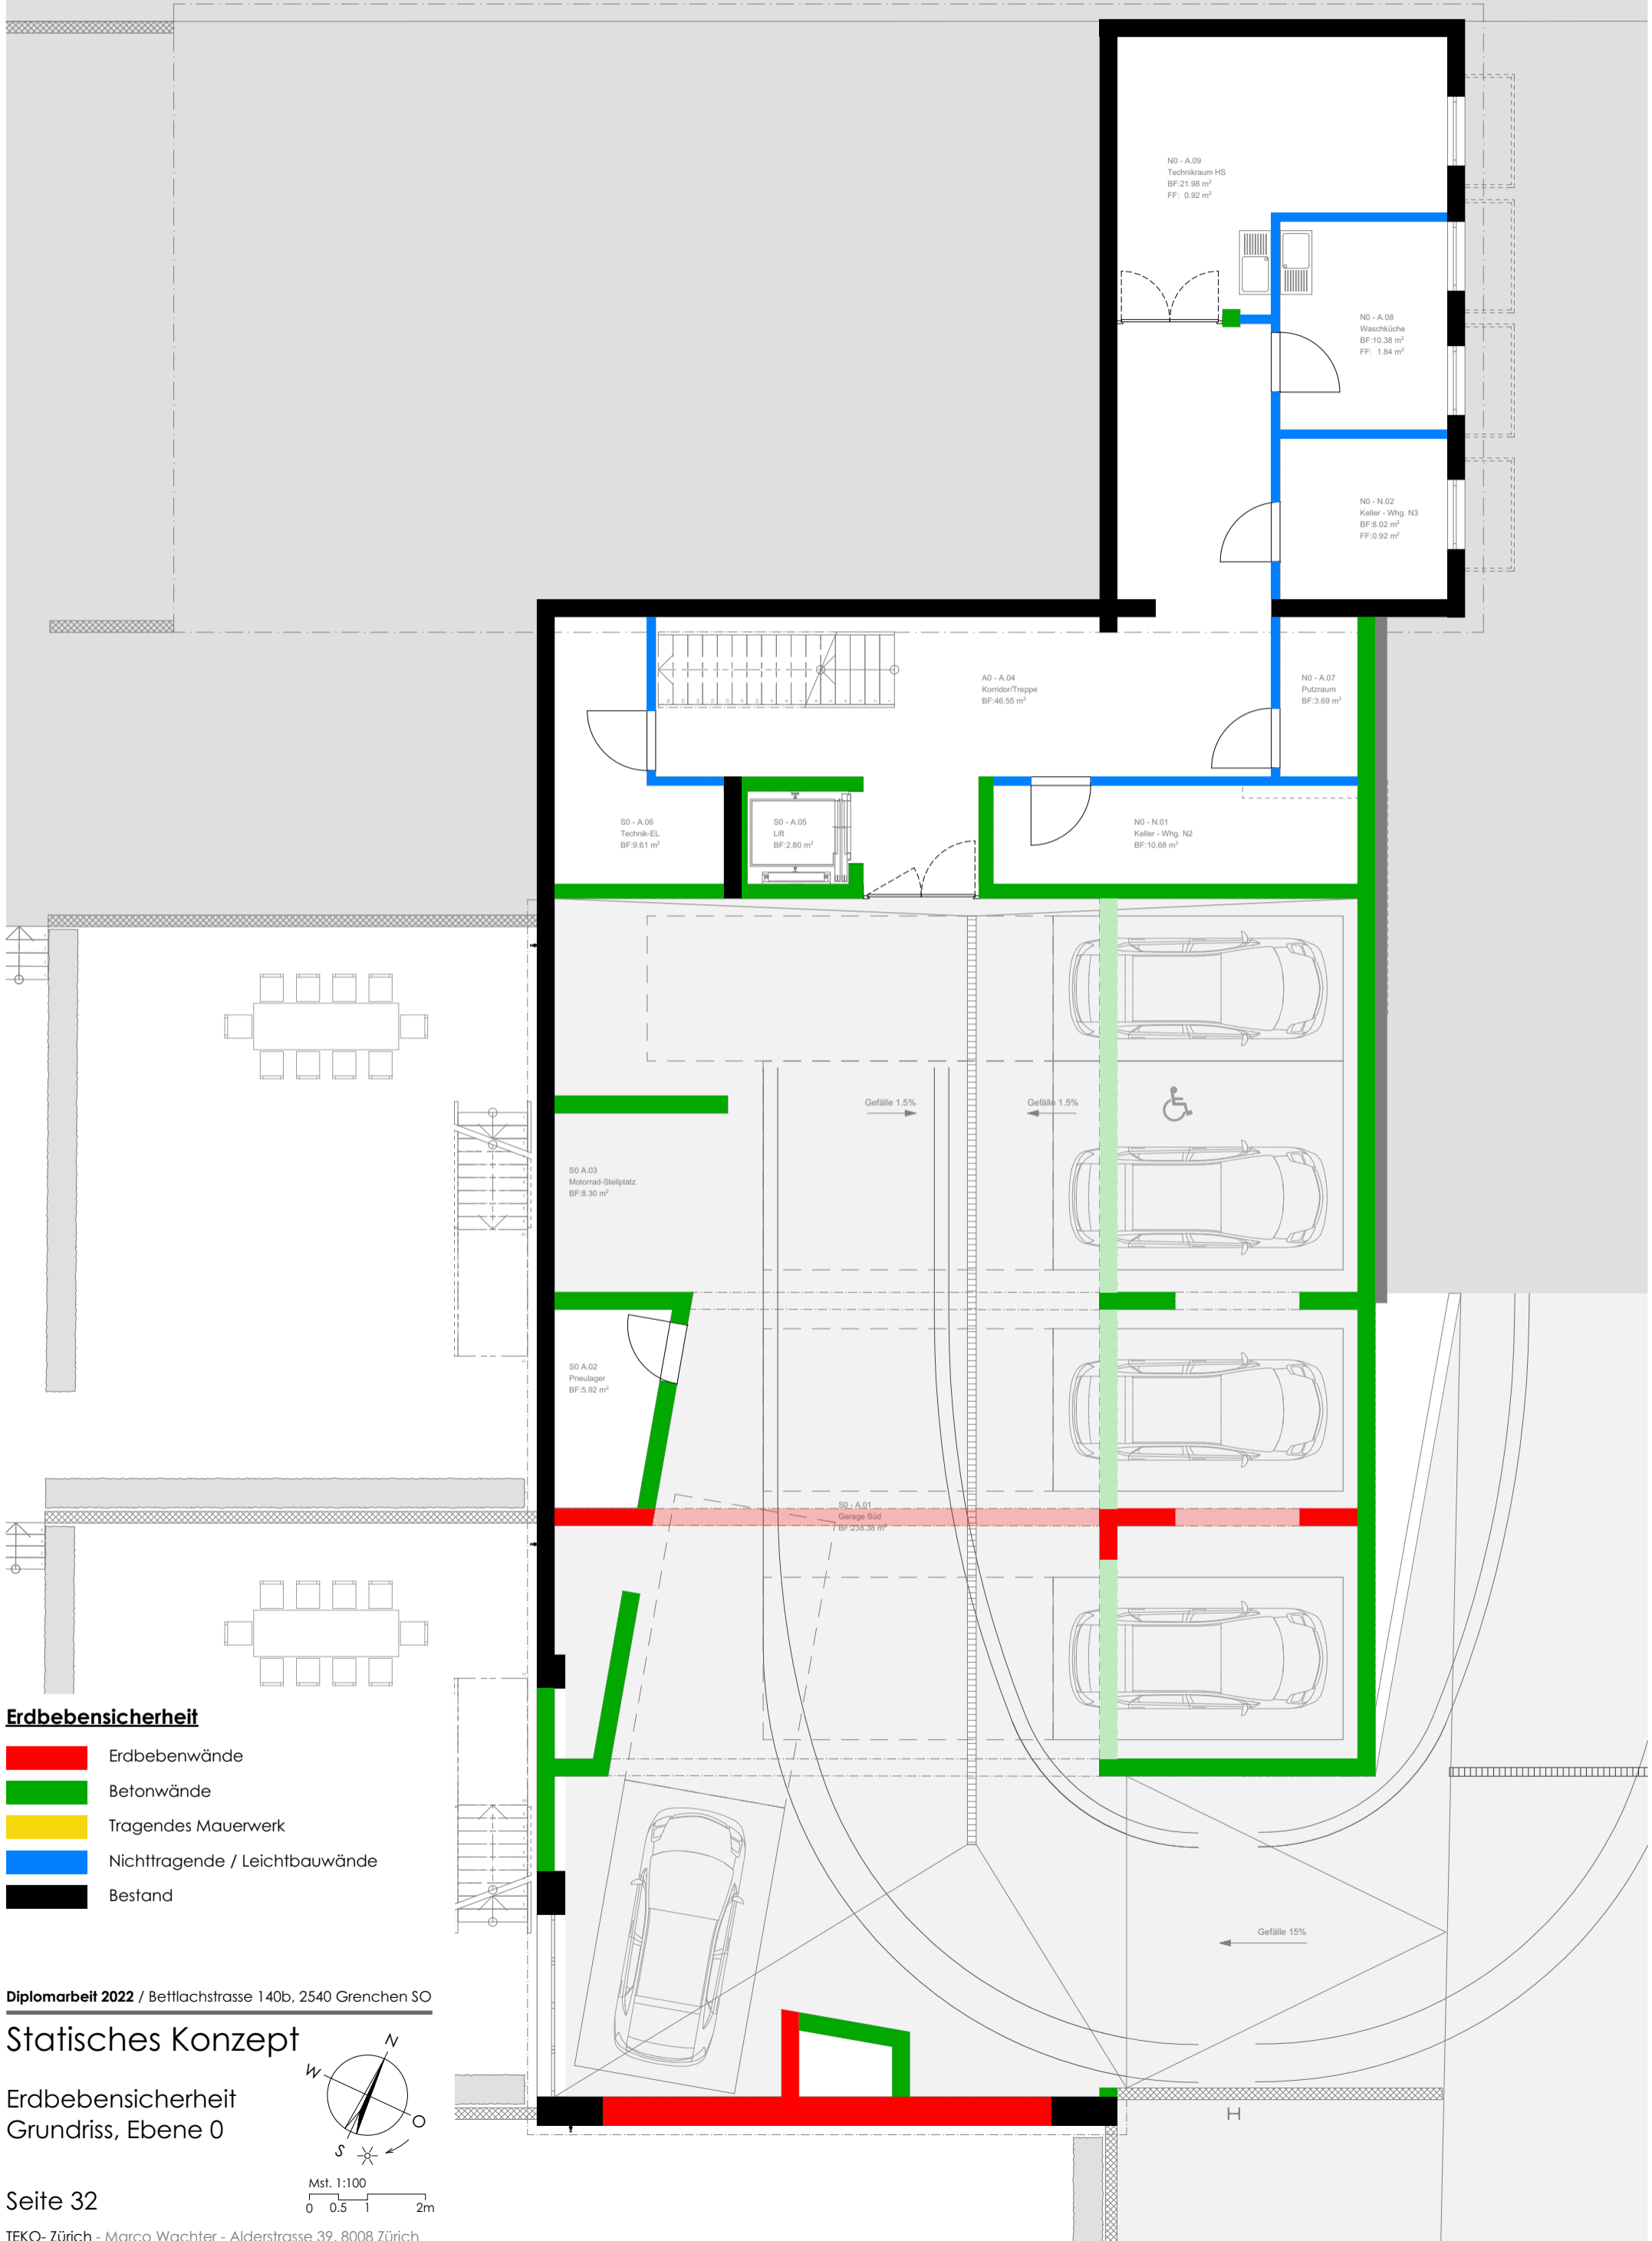 N0 - A.09
Technikraum HS
BF:21.98 m²
FF: 0.92 m²
N0 - A.08
Waschküche
BF:10.38 m²
FF: 1.84 m²
N0 - N.02
Keller - Whg. N3
BF:8.02 m²
FF:0.92 m²
A0 - A.04
Korridor/Treppe
BF:46.55 m²
N0 - A.07
Putzraum
BF:3.69 m²
S0 - A.06
Technik-EL
BF:9.61 m²
S0 - A.05
Lift
BF:2.80 m²
N0 - N.01
Keller - Whg. N2
BF:10.68 m²
Gefälle 1.5%
Gefälle 1.5%
S0 A.03
Motorrad-Stellplatz
BF:8.30 m²
S0 A.02
Pneulager
BF:5.92 m²
S0 - A.01
Garage Süd
BF:238.38 m²
Gefälle 15%
H
Erdbebensicherheit
Erdbebenwände
Betonwände
Tragendes Mauerwerk
Nichttragende / Leichtbauwände
Bestand
Diplomarbeit 2022 / Bettlachstrasse 140b, 2540 Grenchen SO
Statisches Konzept
Erdbebensicherheit
Grundriss, Ebene 0
N
W
O
S
Seite 32
Mst. 1:100
0 0.5 1 2m
TEKO- Zürich - Marco Wachter - Alderstrasse 39, 8008 Zürich